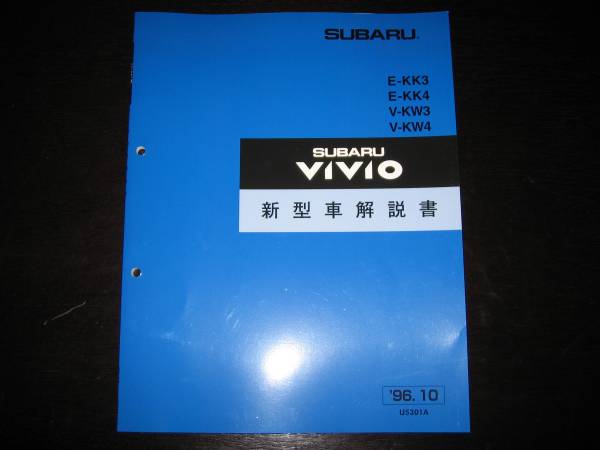 SUBARU
E-KK3
E-KK4
V-KW3
V-KW4
SUBARU
VIVIO
新型車解説書
'96.10
U5301A